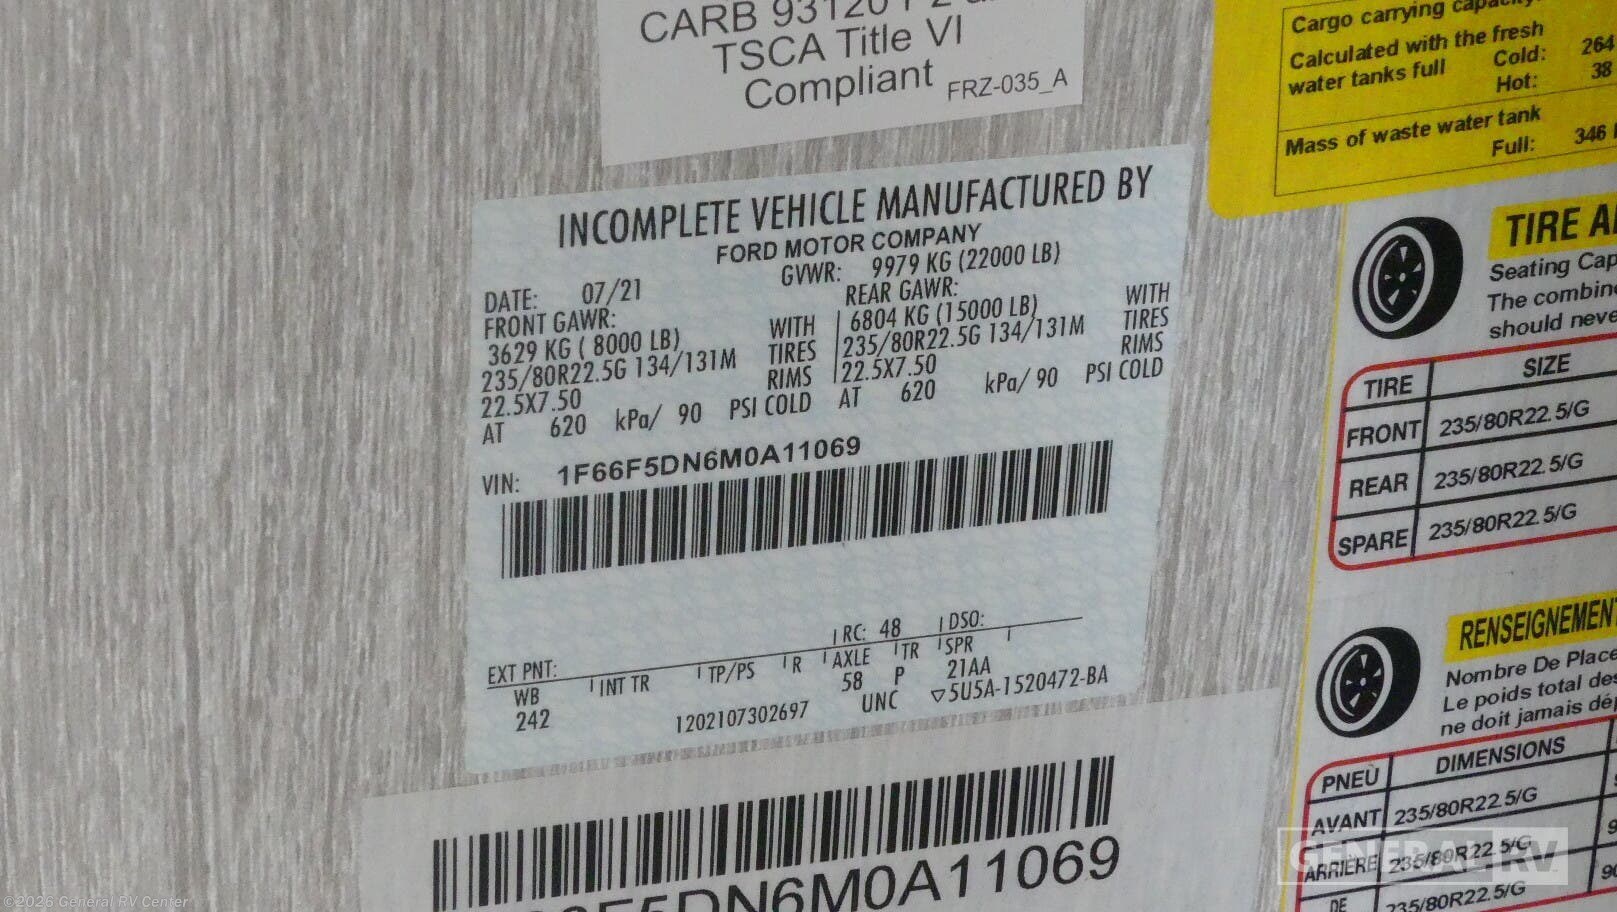 CARB 93120
TSCA Title VI
Compliant FRZ-035_A
Cargo carrying
Calculated with the fresh
water tanks full Cold: 264
Hot: 38
Mass of waste water tank
Full: 346
INCOMPLETE VEHICLE MANUFACTURED BY
FORD MOTOR COMPANY
DATE: 07/21 GVWR: 9979 KG (22000 LB)
FRONT GAWR: REAR GAWR:
3629 KG ( 8000 LB) WITH 6804 KG (15000 LB) WITH
235/80R22.5G 134/131M TIRES 235/80R22.5G 134/131M TIRES
22.5X7.50 RIMS 22.5X7.50 RIMS
AT 620 kPa/ 90 PSI COLD AT 620 kPa/ 90 PSI COLD
VIN: 1F66F5DN6M0A11069
RC: 48 DSO:
EXT PNT:
WB INT TR TP/PS R AXLE TR SPR
242 58 P 21AA
1202107302697 UNC ▽5U5A-1520472-BA
F5DN6M0A11069
TIRE
Seating
The
should
TIRE SIZE
FRONT 235/80R22.5/G
REAR 235/80R22.5/G
SPARE 235/80R22.5/G
RENSEIGNEMEN
Nombre De Place
Le poids total
ne doit jamais
PNEU DIMENSIONS
AVANT 235/80R22.5/G
ARRIÈRE 235/80R22.5/G
DE 235/80R22.5/G
GENERAL RV
©2026 General RV Center